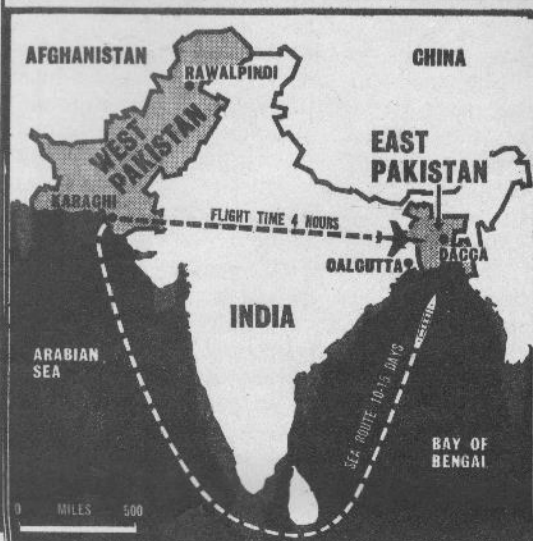 AFGHANISTAN
CHINA
RAWALPINDI
WEST
PAKISTAN
EAST
PAKISTAN
KARACHI
FLIGHT TIME 4 HOURS
DACCA
CALCUTTA
INDIA
ARABIAN
SEA
SEA ROUTE 10-15 DAYS
BAY OF
BENGAL
0 MILES 500